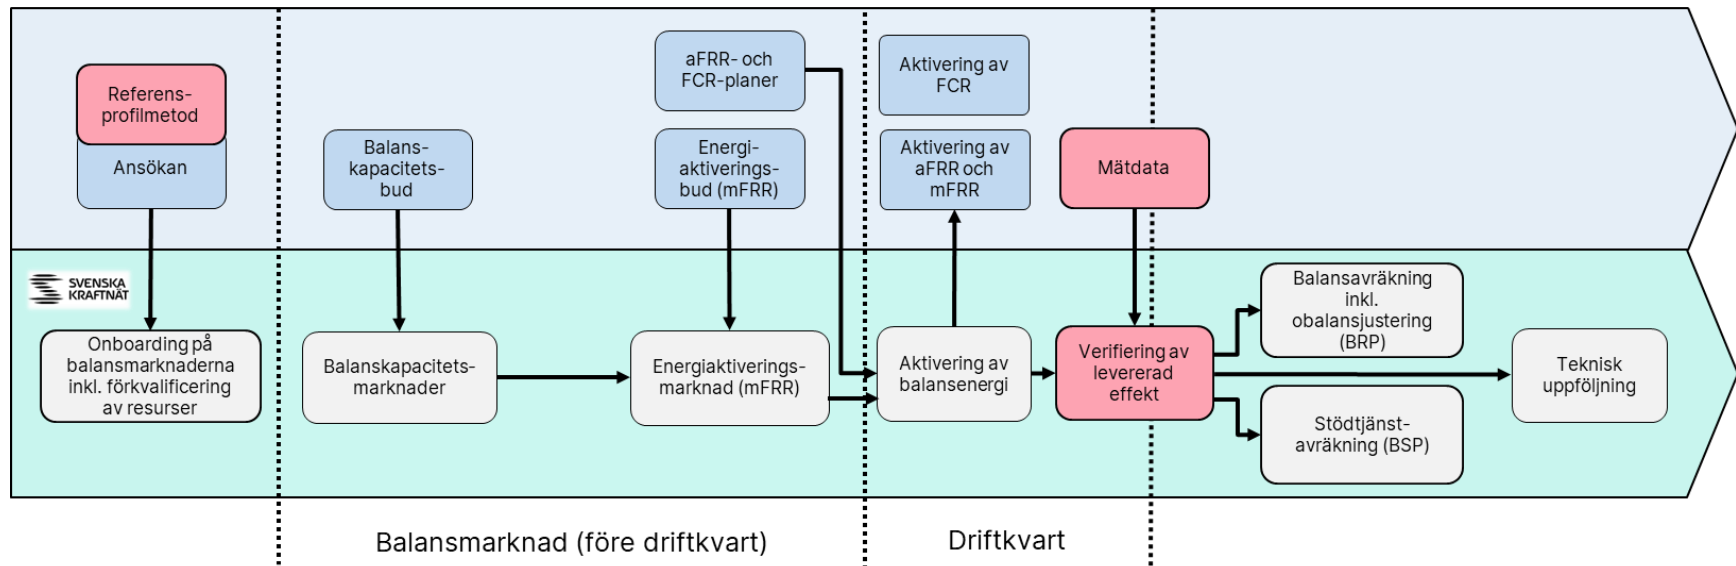 Referens-
profilmetod
Ansökan
Balans-
kapacitets-
bud
aFRR- och
FCR-planer
Energi-
aktiverings-
bud (mFRR)
Aktivering av
FCR
Aktivering av
aFRR och
mFRR
Mätdata
SVENSKA
KRAFTNÄT
Onboarding på
balansmarknaderna
inkl. förkvalificering
av resurser
Balanskapacitets-
marknader
Energiaktiverings-
marknad (mFRR)
Aktivering av
balansenergi
Verifiering av
levererad
effekt
Balansavräkning
inkl.
obalansjustering
(BRP)
Stödtjänst-
avräkning (BSP)
Teknisk
uppföljning
Balansmarknad (före driftkvart)
Driftkvart